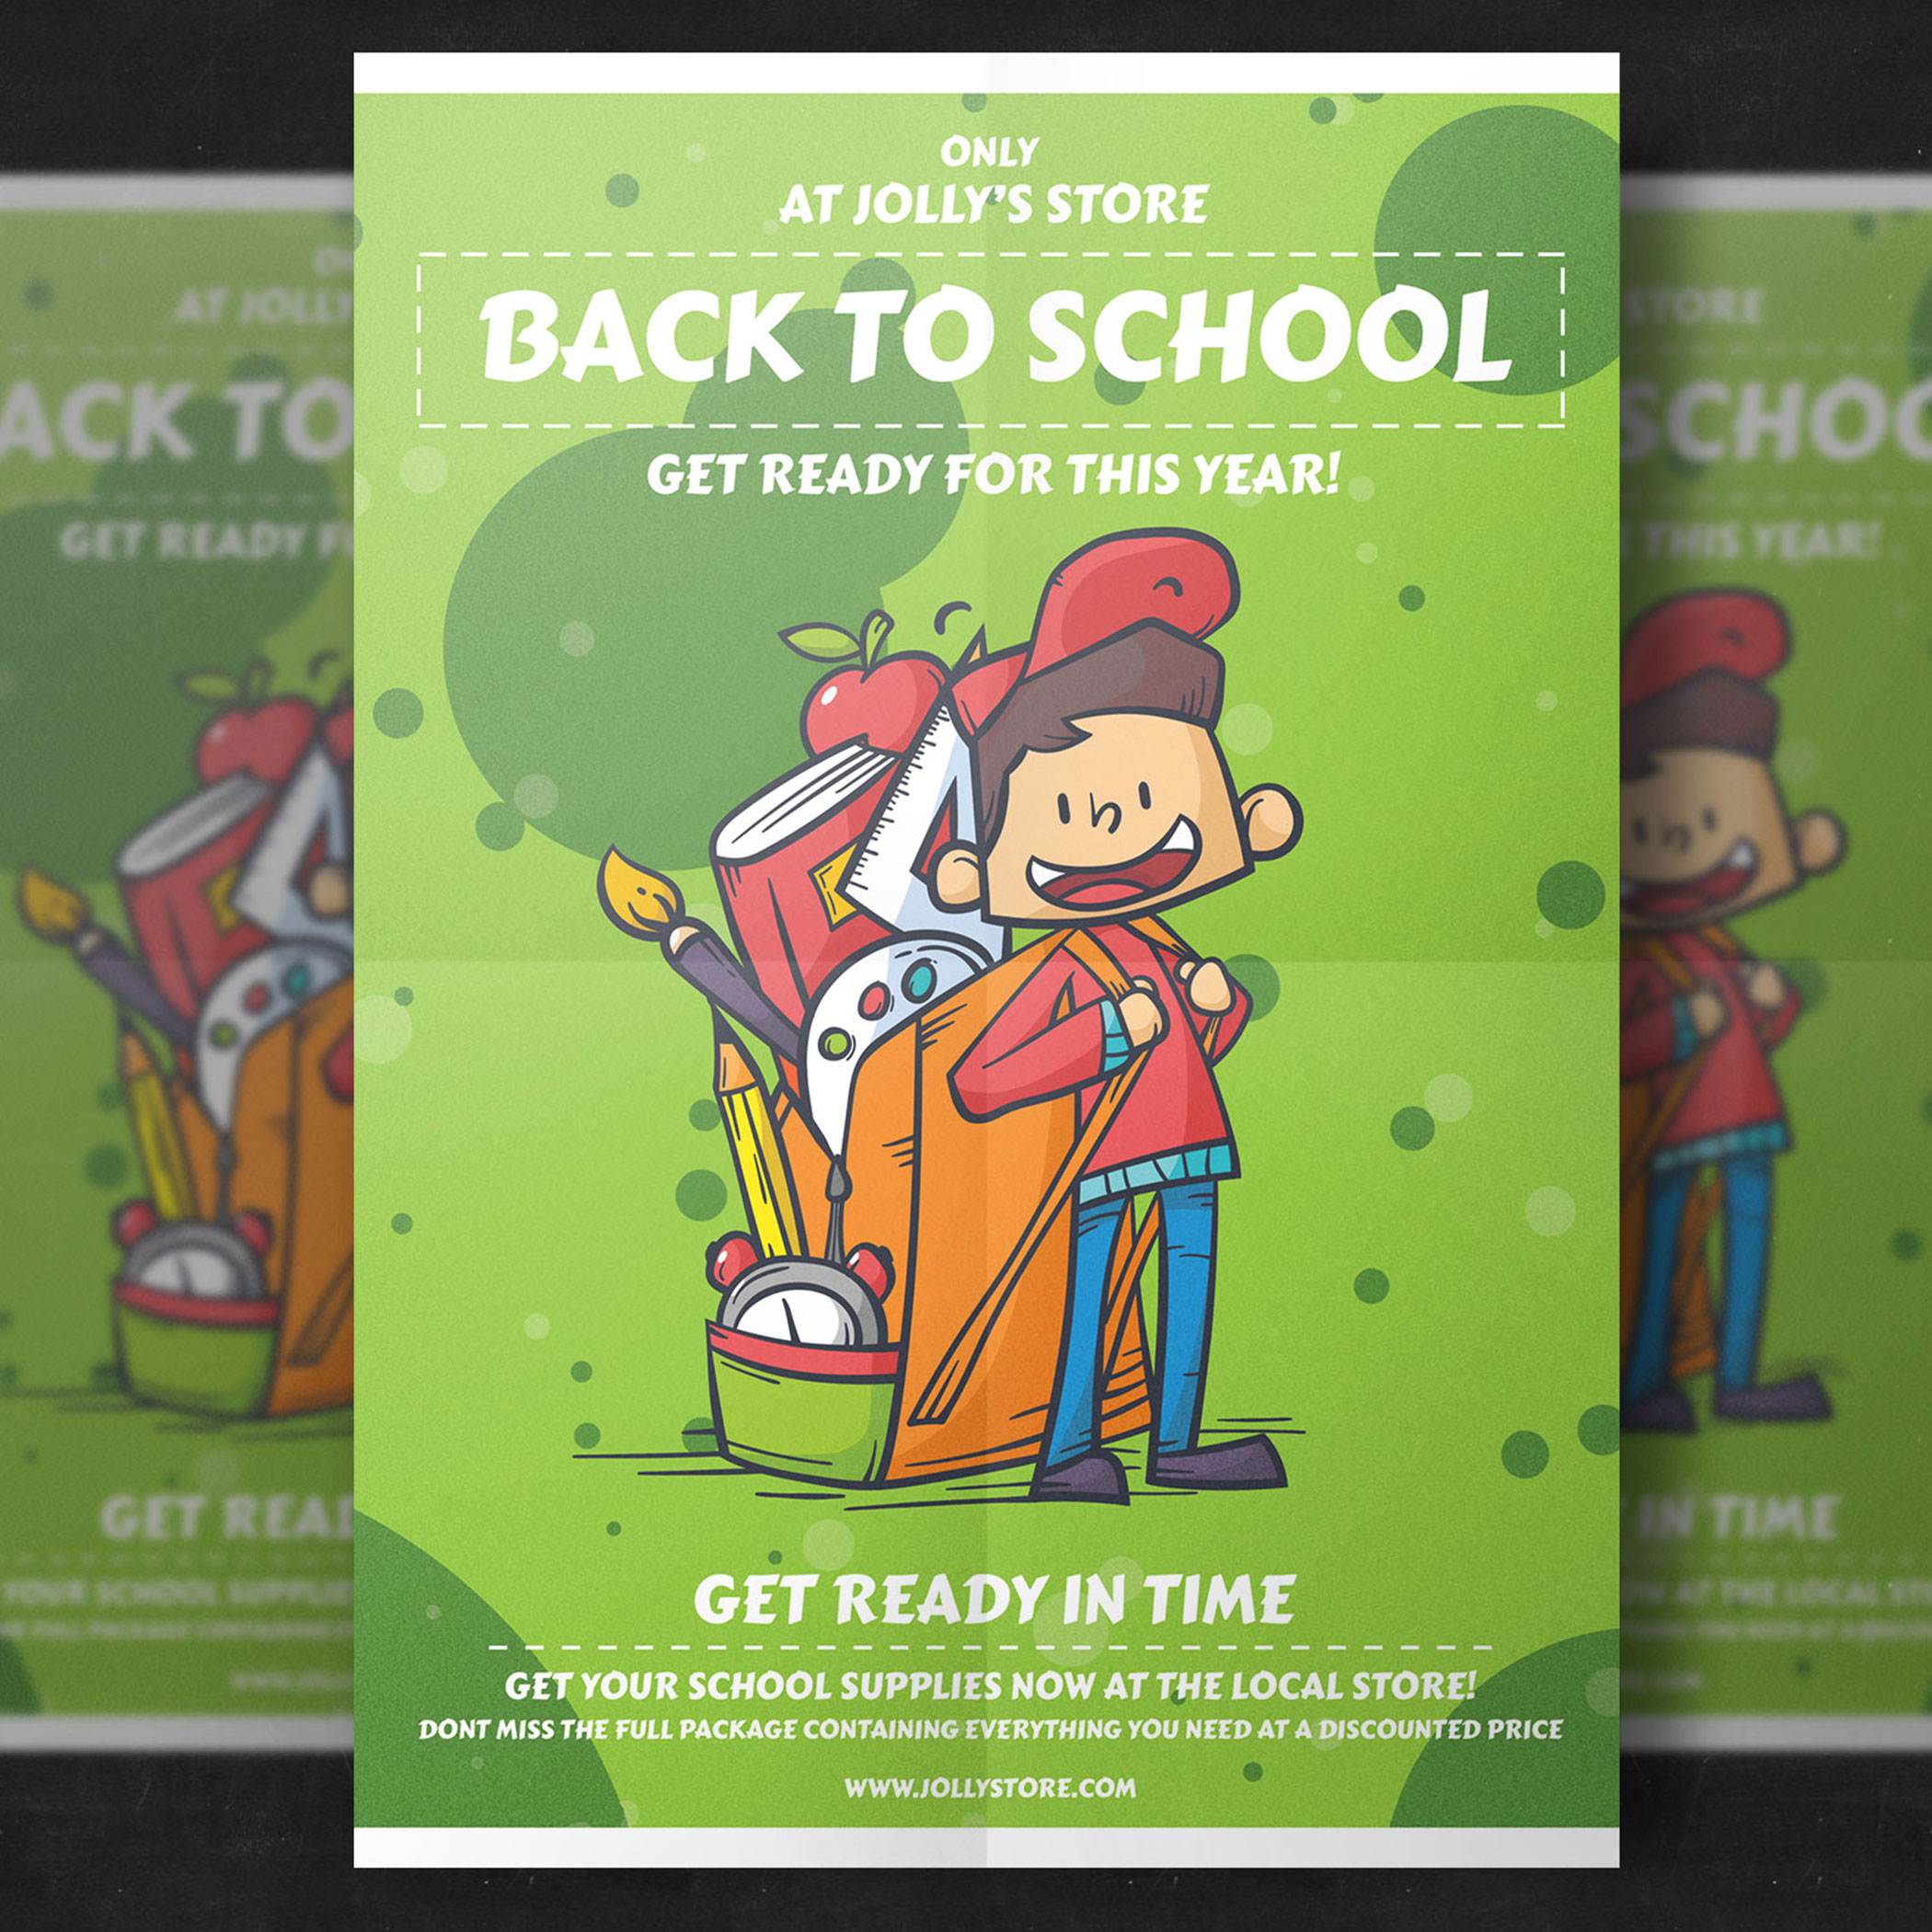 ONLY
AT JOLLY'S STORE
BACK TO SCHOOL
GET READY FOR THIS YEAR!
GET READY IN TIME
GET YOUR SCHOOL SUPPLIES NOW AT THE LOCAL STORE!
DONT MISS THE FULL PACKAGE CONTAINING EVERYTHING YOU NEED AT A DISCOUNTED PRICE
WWW.JOLLYSTORE.COM